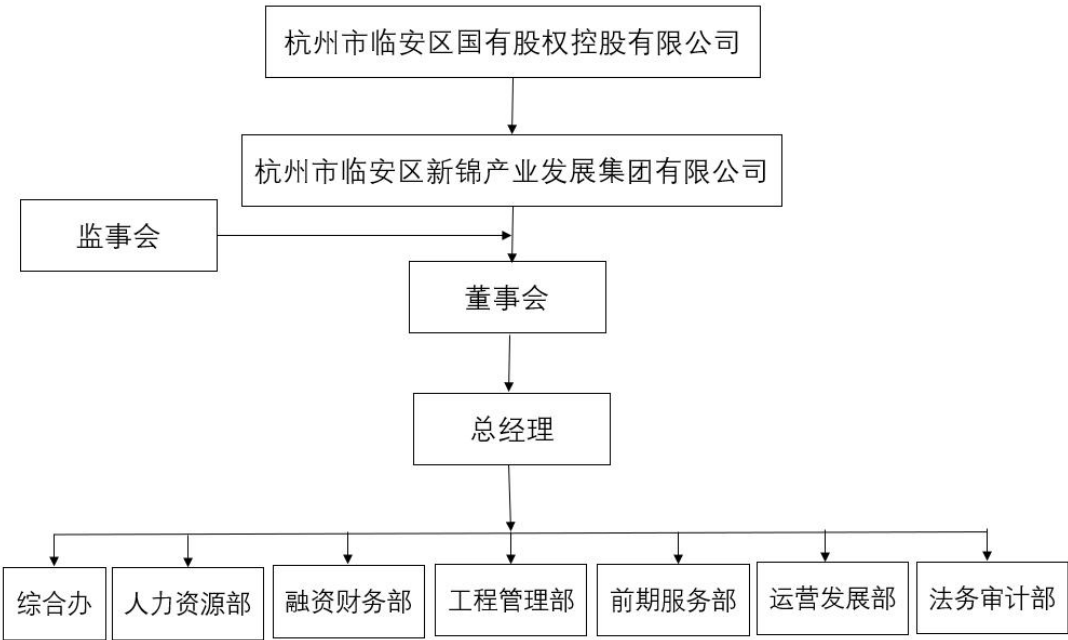 杭州市临安区国有股权控股有限公司
杭州市临安区新锦产业发展集团有限公司
监事会
董事会
总经理
综合办
人力资源部
融资财务部
工程管理部
前期服务部
运营发展部
法务审计部